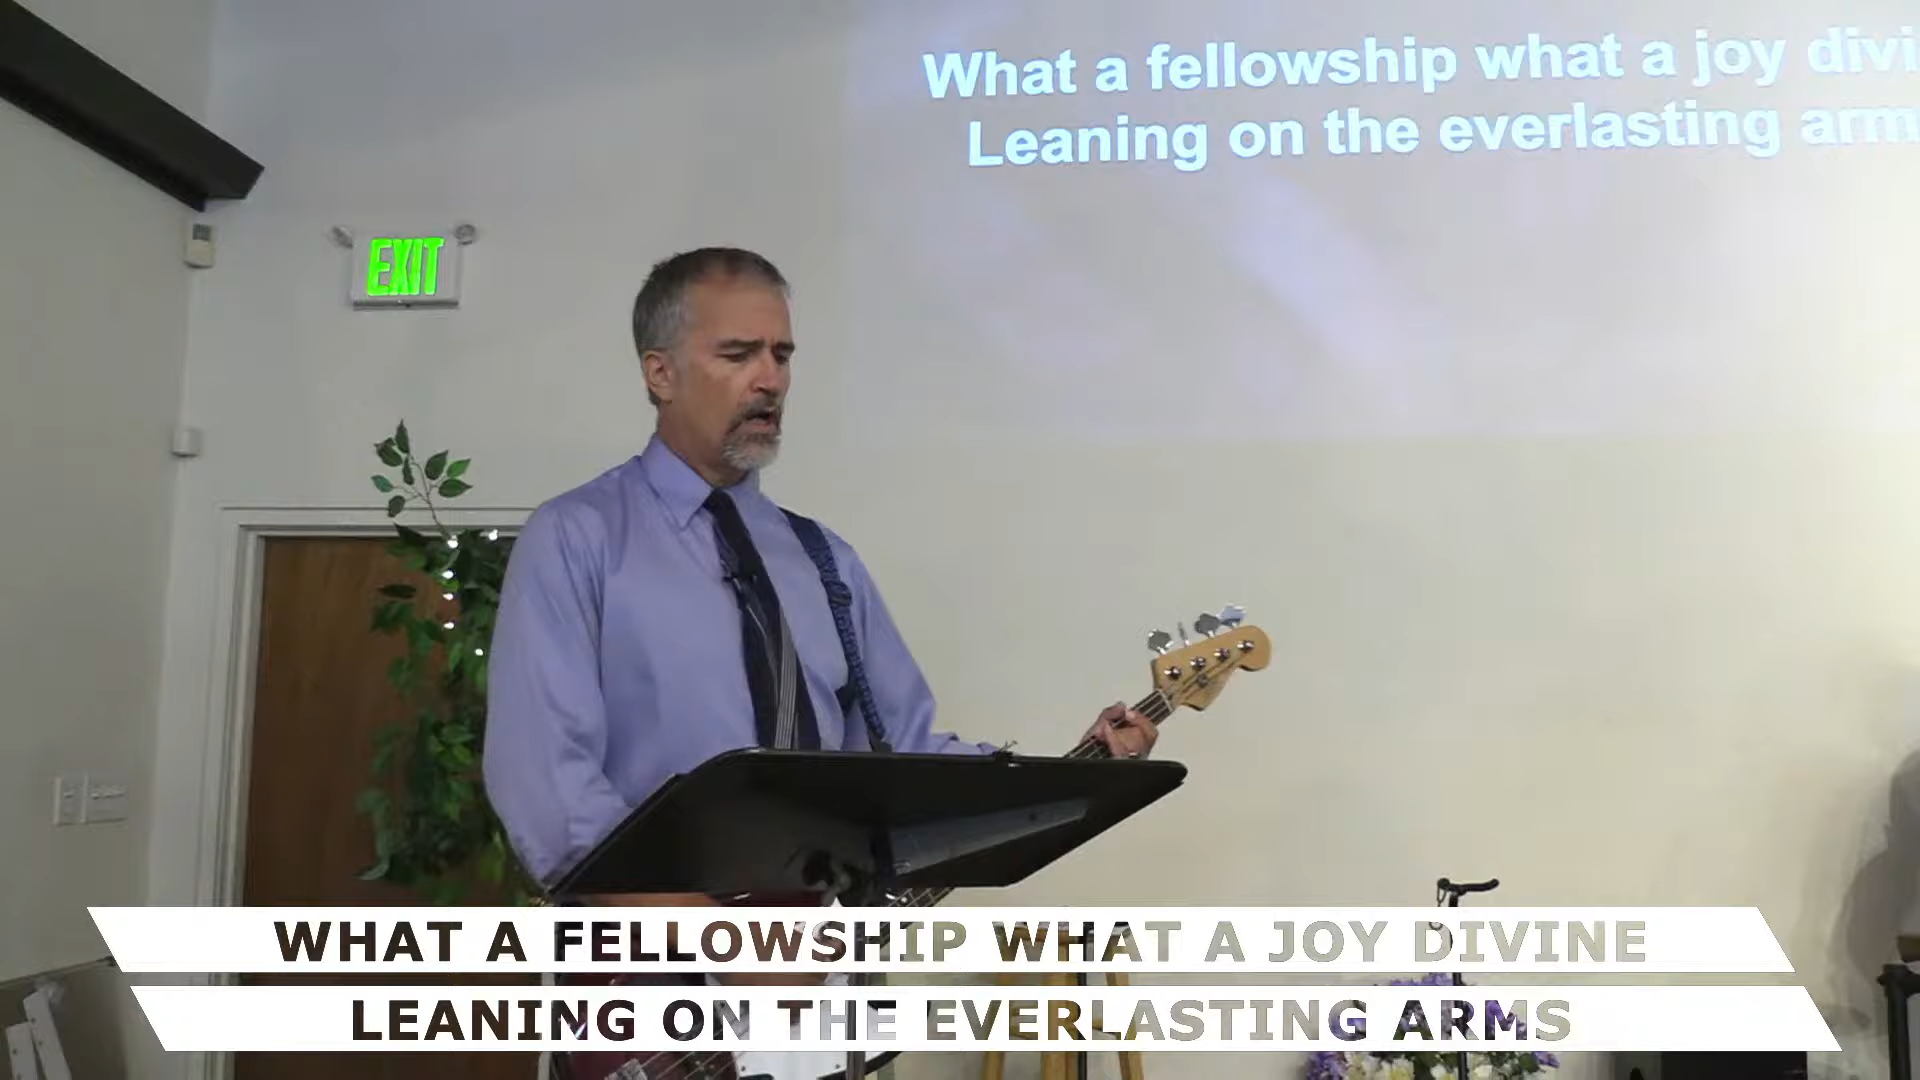 What a fellowship what a joy divi
Leaning on the everlasting arm
EXIT
WHAT A FELLOWSHIP WHAT A JOY DIVINE
LEANING ON THE EVERLASTING ARMS